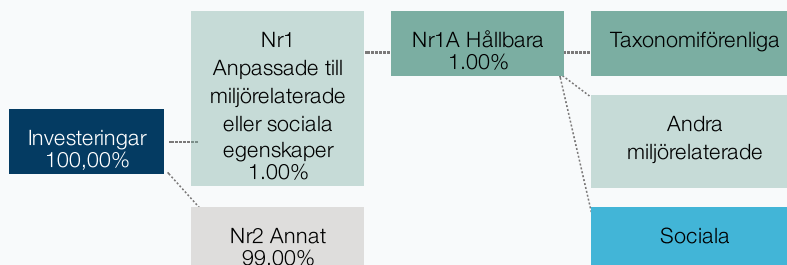 Investeringar
100,00%
Nr1
Anpassade till
miljörelaterade
eller sociala
egenskaper
1.00%
Nr2 Annat
99.00%
Nr1A Hållbara
1.00%
Taxonomiförenliga
Andra
miljörelaterade
Sociala